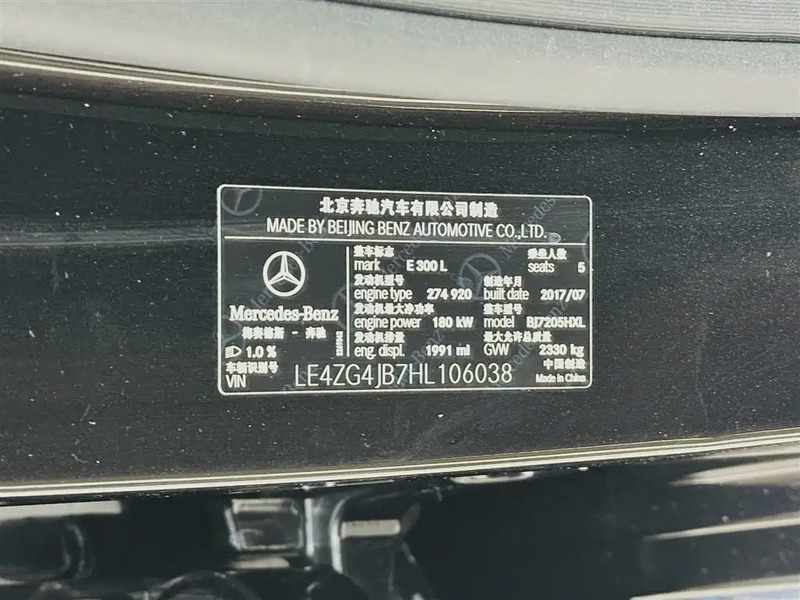 北京奔驰汽车有限公司制造
MADE BY BEIJING BENZ AUTOMOTIVE CO.,LTD.
Mercedes-Benz
梅赛德斯 - 奔驰
1.0 %
整车标志 乘坐人数
mark E 300 L seats 5
发动机型号 制造年月
engine type 274 920 built date 2017/07
发动机最大净功率 整车型号
engine power 180 kW model BJ7205HXL
发动机排量 最大允许总质量
eng. displ. 1991 ml GVW 2330 kg
车辆识别号 中国制造
VIN LE4ZG4JB7HL106038 Made in China